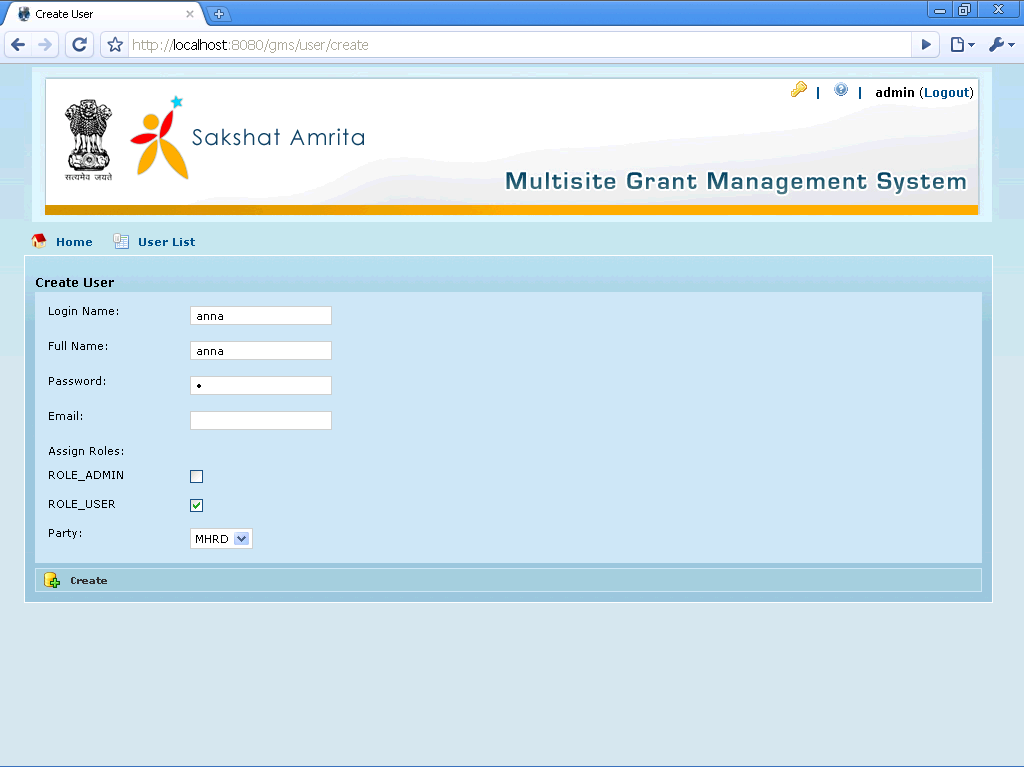 Create User
http://localhost:8080/gms/user/create
| | admin (Logout)
सत्यमेव जयते
Sakshat Amrita
Multisite Grant Management System
Home User List
Create User
Login Name: anna
Full Name: anna
Password: •
Email:
Assign Roles:
ROLE_ADMIN
ROLE_USER
Party: MHRD
Create